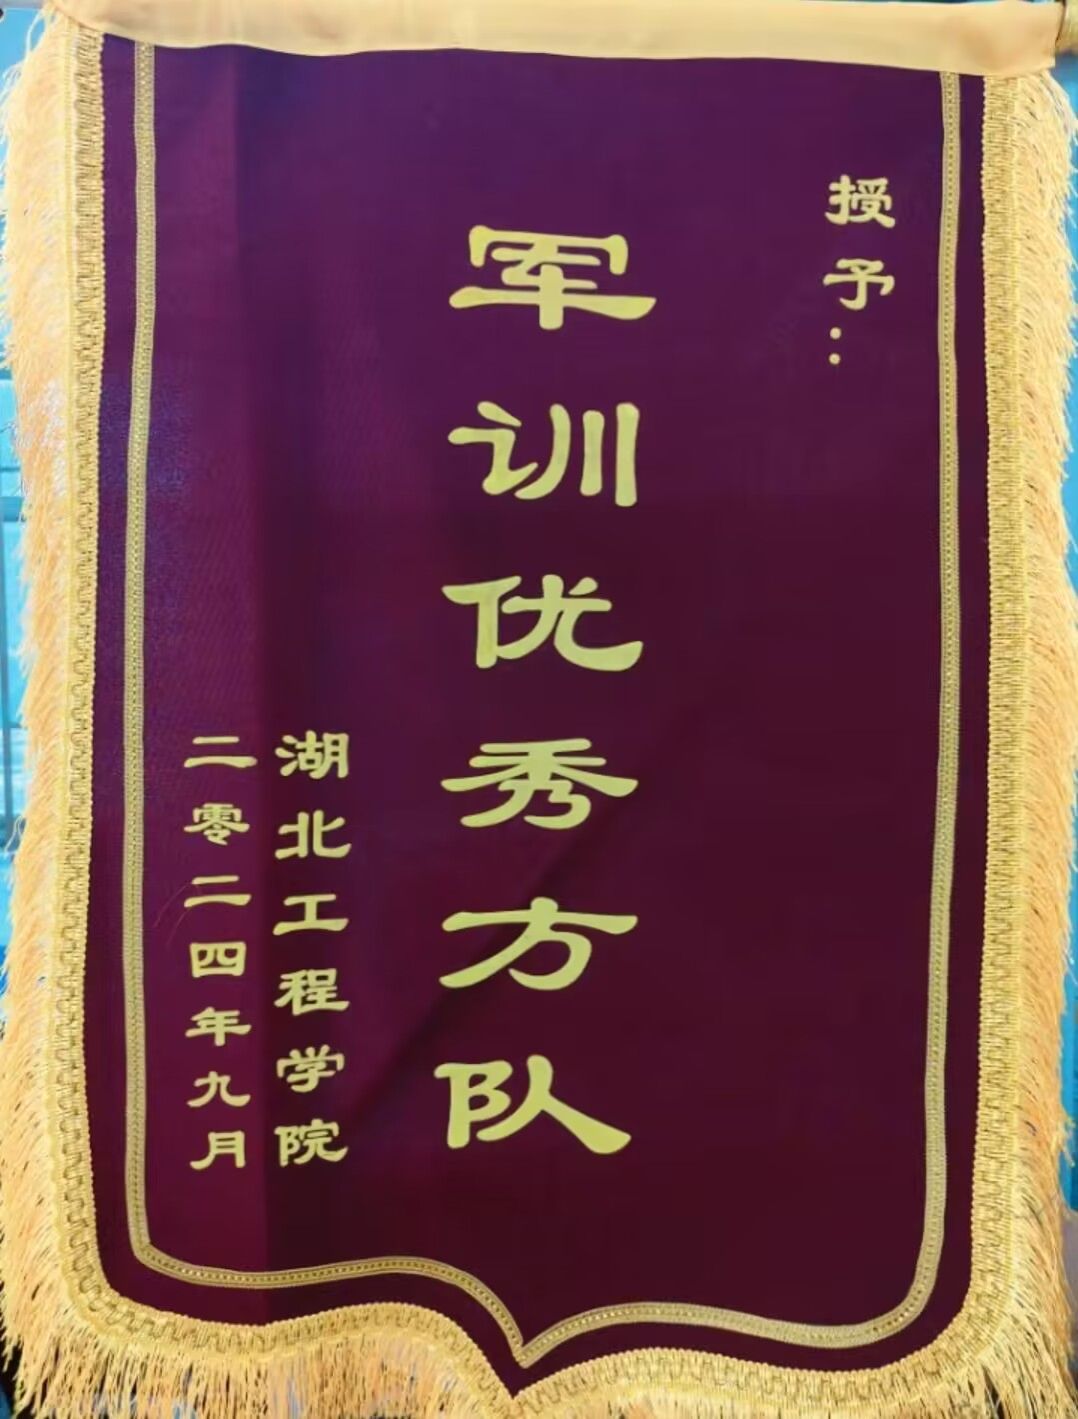 授予：
军训优秀方队
湖北工程学院
二零二四年九月